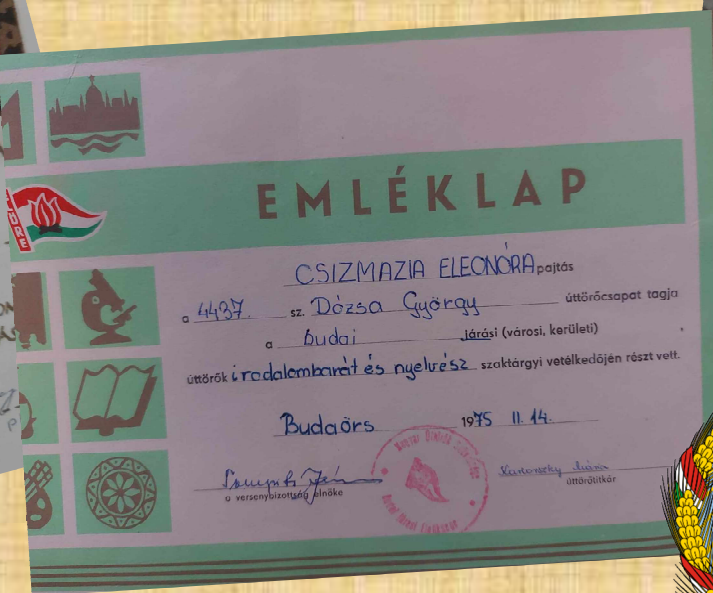 EMLÉKLAP
CSIZMAZIA ELEONÓRA pajtás
a 4437. sz. Dózsa György úttörőcsapat tagja
a budai járási (városi, kerületi)
úttörők irodalombarát és nyelvész szaktárgyi vetélkedőjén részt vett.
Budaörs 1975 II. 14.
a versenybizottság elnöke
úttörőtitkár